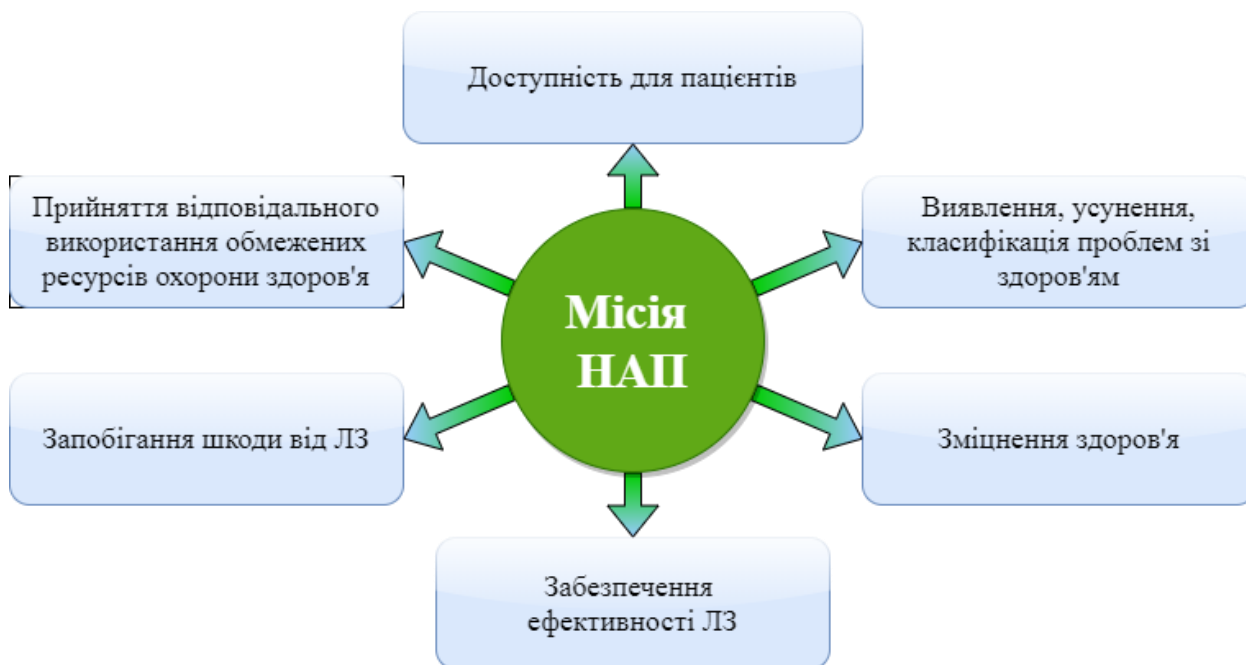 Доступність для пацієнтів
Прийняття відповідального
використання обмежених
ресурсів охорони здоров'я
Виявлення, усунення,
класифікація проблем зі
здоров'ям
Місія
НАП
Запобігання шкоди від ЛЗ
Зміцнення здоров'я
Забезпечення
ефективності ЛЗ